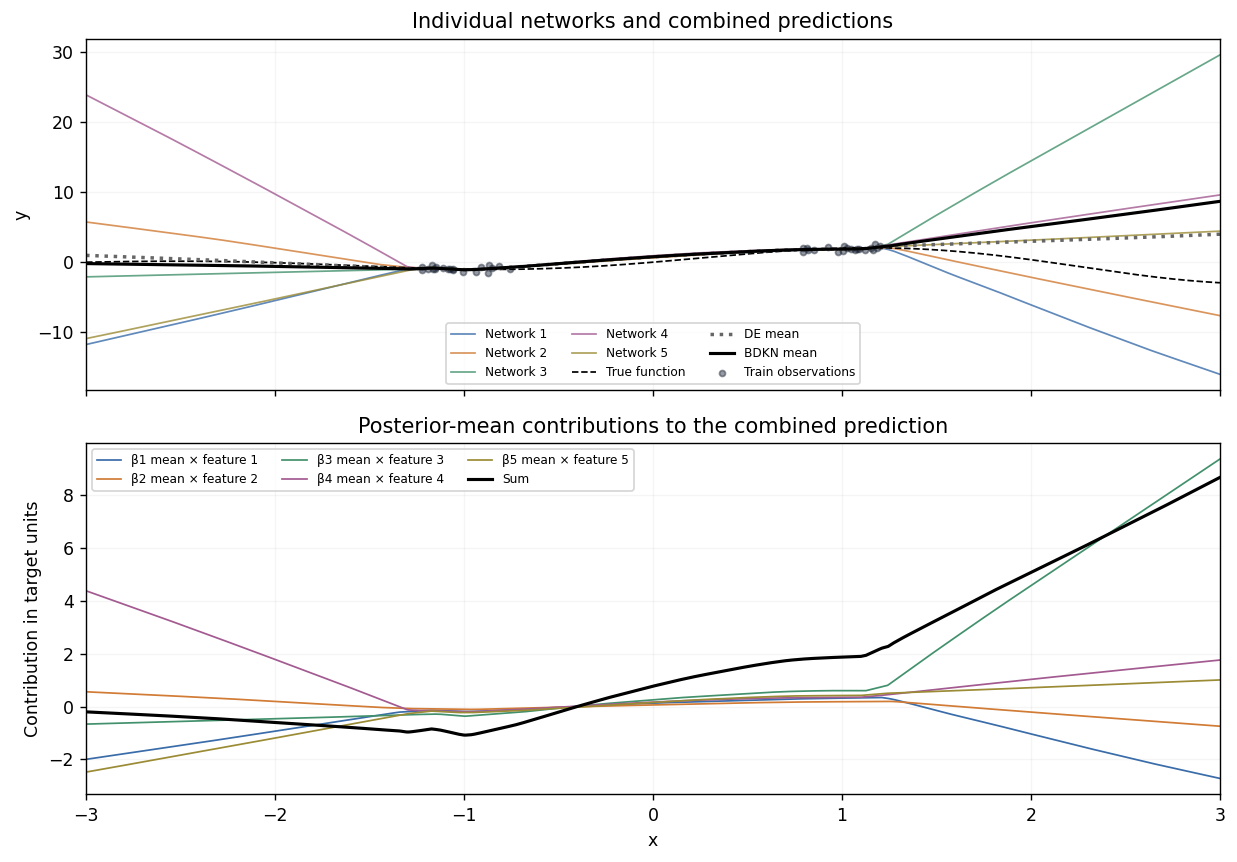 Individual networks and combined predictions
30
20
10
0
−10
y
Network 1 Network 4 DE mean
Network 2 Network 5 BDKN mean
Network 3 True function Train observations
Posterior-mean contributions to the combined prediction
β1 mean × feature 1 β3 mean × feature 3 β5 mean × feature 5
β2 mean × feature 2 β4 mean × feature 4 Sum
8
6
4
2
0
−2
Contribution in target units
−3 −2 −1 0 1 2 3
x